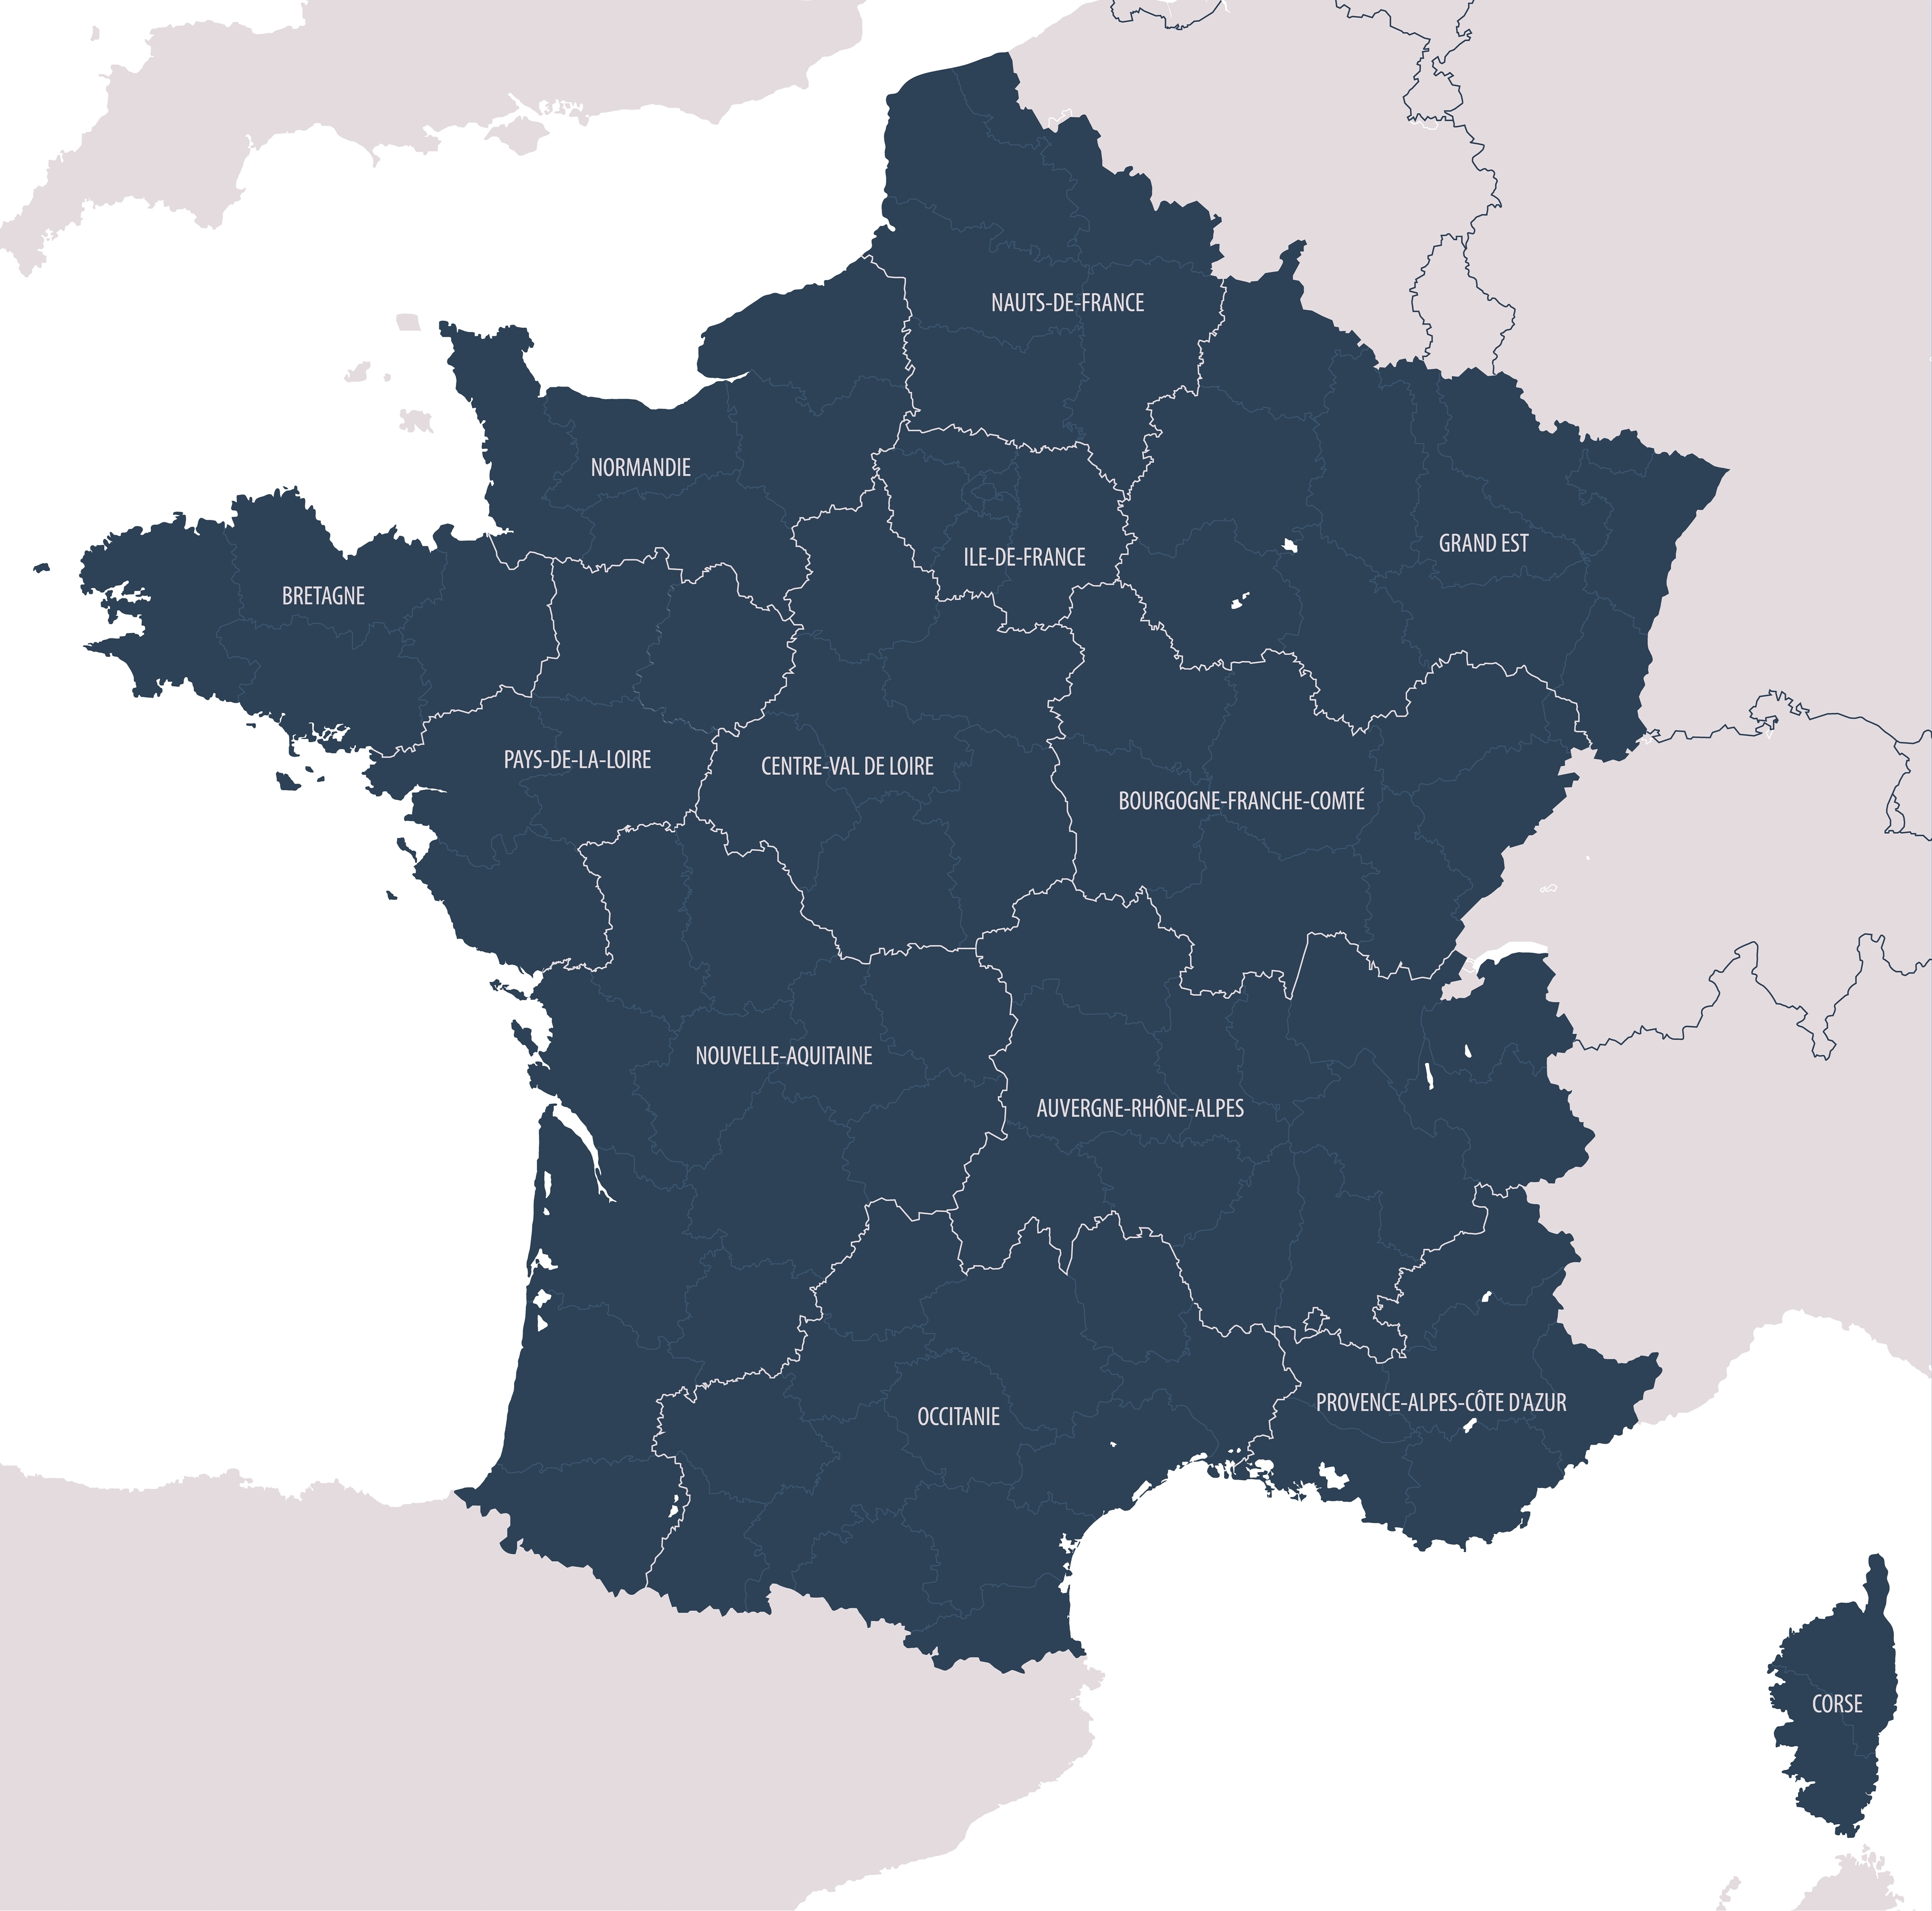 NAUTS-DE-FRANCE
NORMANDIE
GRAND EST
ILE-DE-FRANCE
BRETAGNE
PAYS-DE-LA-LOIRE
CENTRE-VAL DE LOIRE
BOURGOGNE-FRANCHE-COMTÉ
NOUVELLE-AQUITAINE
AUVERGNE-RHÔNE-ALPES
PROVENCE-ALPES-CÔTE D'AZUR
OCCITANIE
CORSE